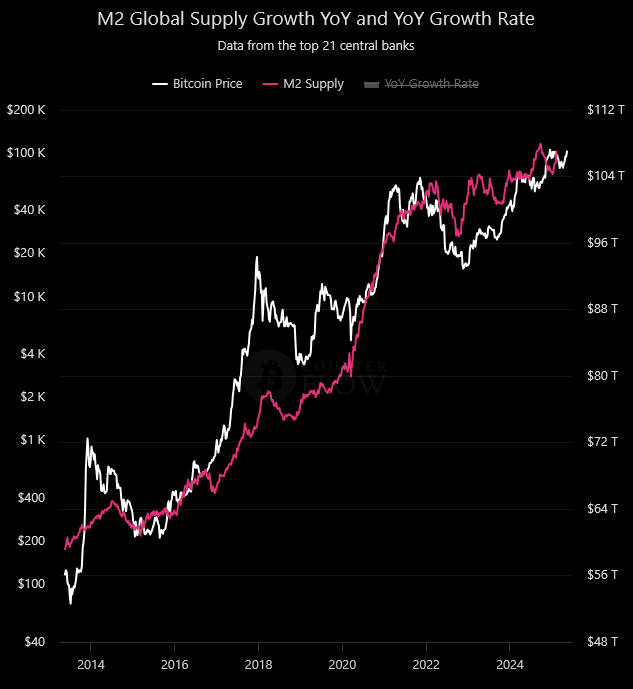 M2 Global Supply Growth YoY and YoY Growth Rate
Data from the top 21 central banks
Bitcoin Price M2 Supply YoY Growth Rate
$200 K $112 T
$100 K $104 T
$40 K $96 T
$20 K $88 T
$10 K $80 T
$4 K $72 T
$2 K $64 T
$1 K $56 T
$400 $48 T
$200
$100
$40
COUNTER
FLOW
2014 2016 2018 2020 2022 2024